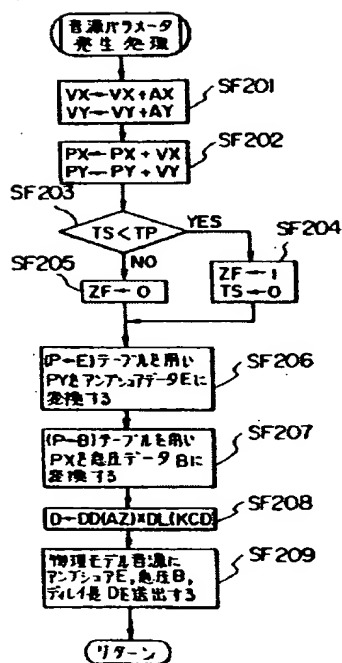 音源パラメータ
発生処理
VX←VX+AX
VY←VY+AY
SF201
PX←PX+VX
PY←PY+VY
SF202
SF203
TS<TP
YES
SF204
NO
SF205
ZF←0
ZF←1
TS←0
(P-E)テーブルを用い
PYをアンブシュアデータEに
変換する
SF206
(P-B)テーブルを用い
PXを息圧データBに
変換する
SF207
D←DD(AZ)*DL(KCD)
SF208
物理モデル音源に
アンブシュアE,息圧B,
ディレイ長Dを送出する
SF209
リターン